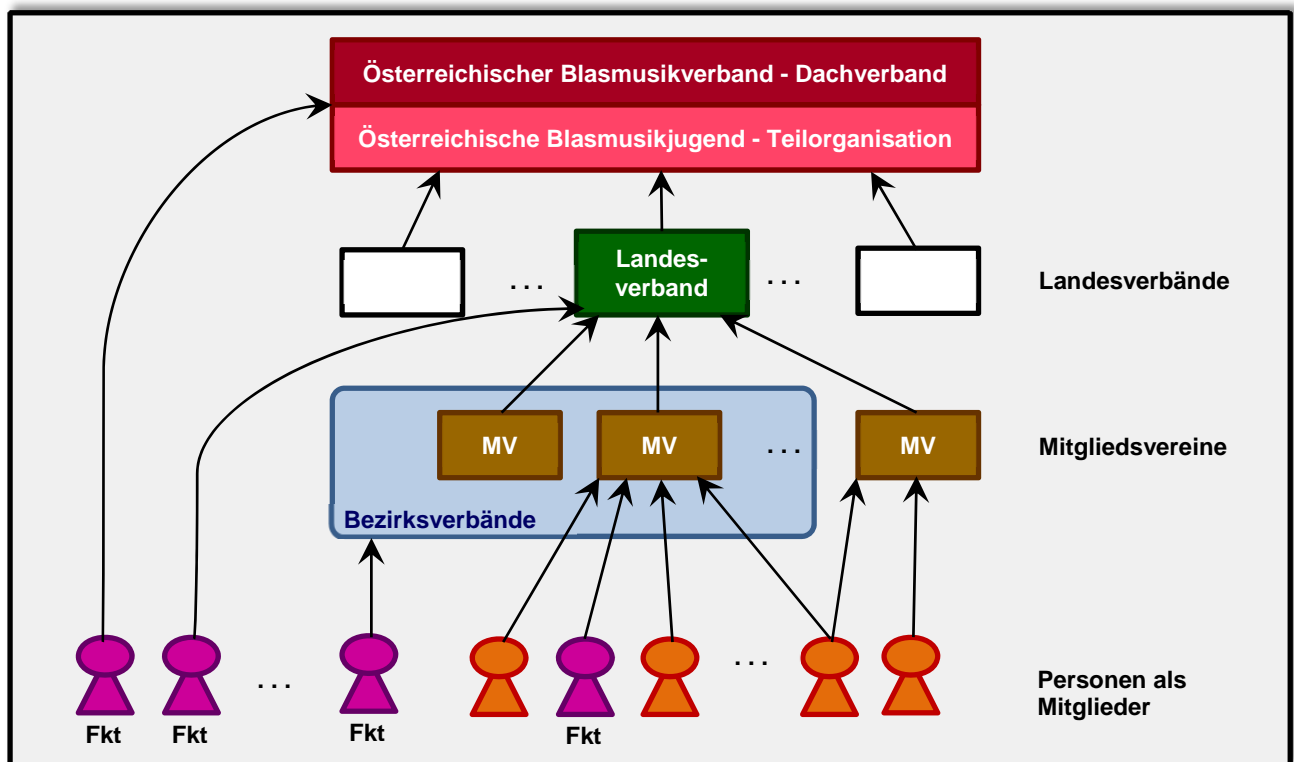 Österreichischer Blasmusikverband - Dachverband
Österreichische Blasmusikjugend - Teilorganisation
. . .
Landes-
verband
. . .
Landesverbände
MV
MV
. . .
MV
Mitgliedsvereine
Bezirksverbände
. . .
. . .
Personen als
Mitglieder
Fkt
Fkt
Fkt
Fkt